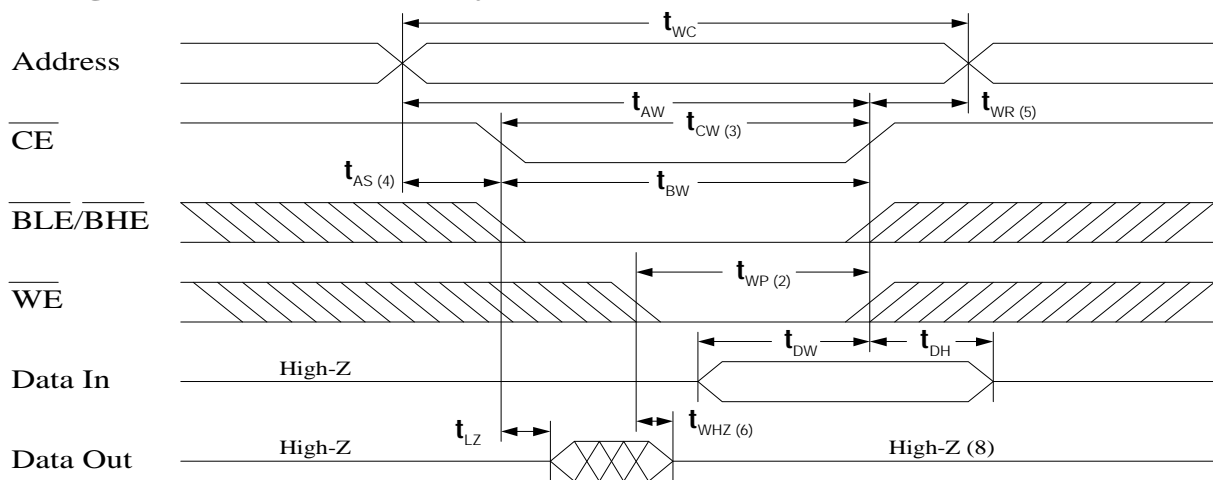 tWC
Address
tAW
tWR (5)
CE
tCW (3)
tAS (4)
tBW
BLE/BHE
tWP (2)
WE
tDW
tDH
Data In
High-Z
tLZ
tWHZ (6)
Data Out
High-Z
High-Z (8)